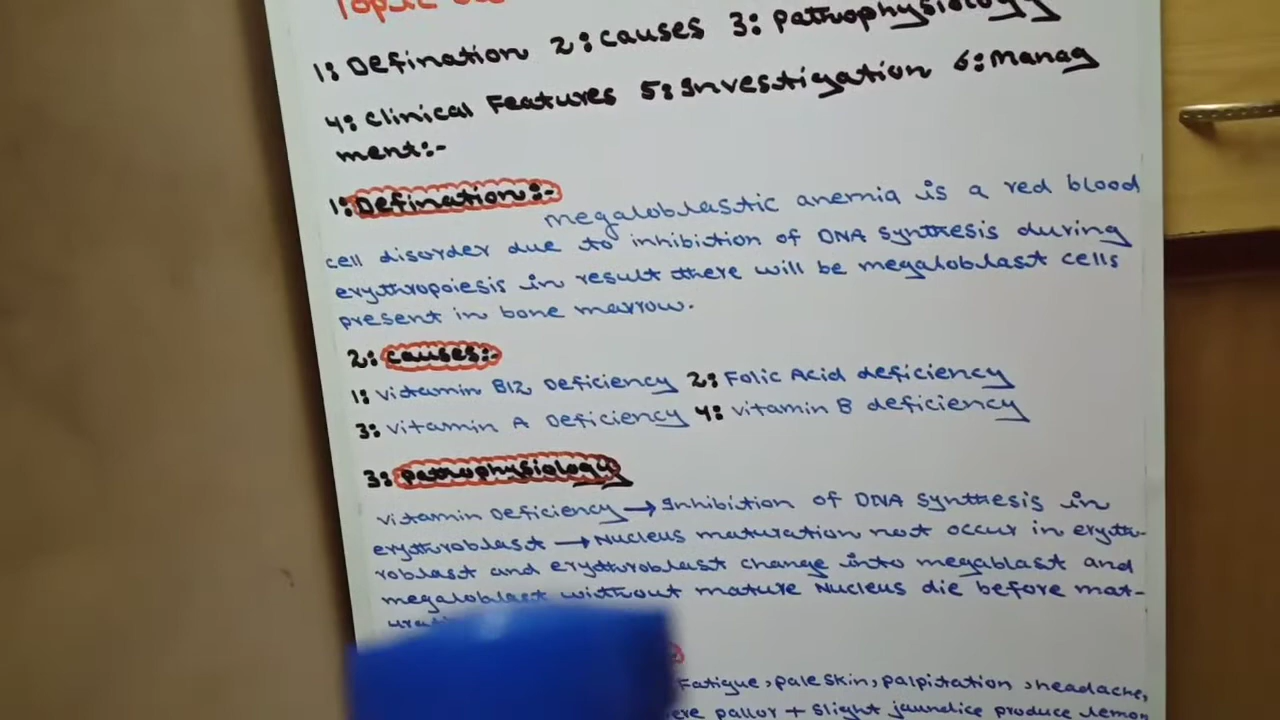 Topic
1: Defination 2: causes 3: pathophysiology
4: clinical Features 5: Investigation 6: Manag
ment:-
1: Defination:-
megaloblastic anemia is a red blood
cell disorder due to inhibition of DNA synthesis during
erythropoiesis in result there will be megaloblast cells
present in bone marrow.
2: causes:-
1: vitamin B12 Deficiency 2: Folic Acid deficiency
3: vitamin A Deficiency 4: vitamin B deficiency
3: pathophysiology
vitamin Deficiency → Inhibition of DNA synthesis in
erythroblast → Nucleus maturation not occur in eryth-
roblast and erythroblast change into megablast and
megaloblast without mature Nucleus die before mat-
Fatigue, pale skin, palpitation, headache,
pallor + slight jaundice produce lemon